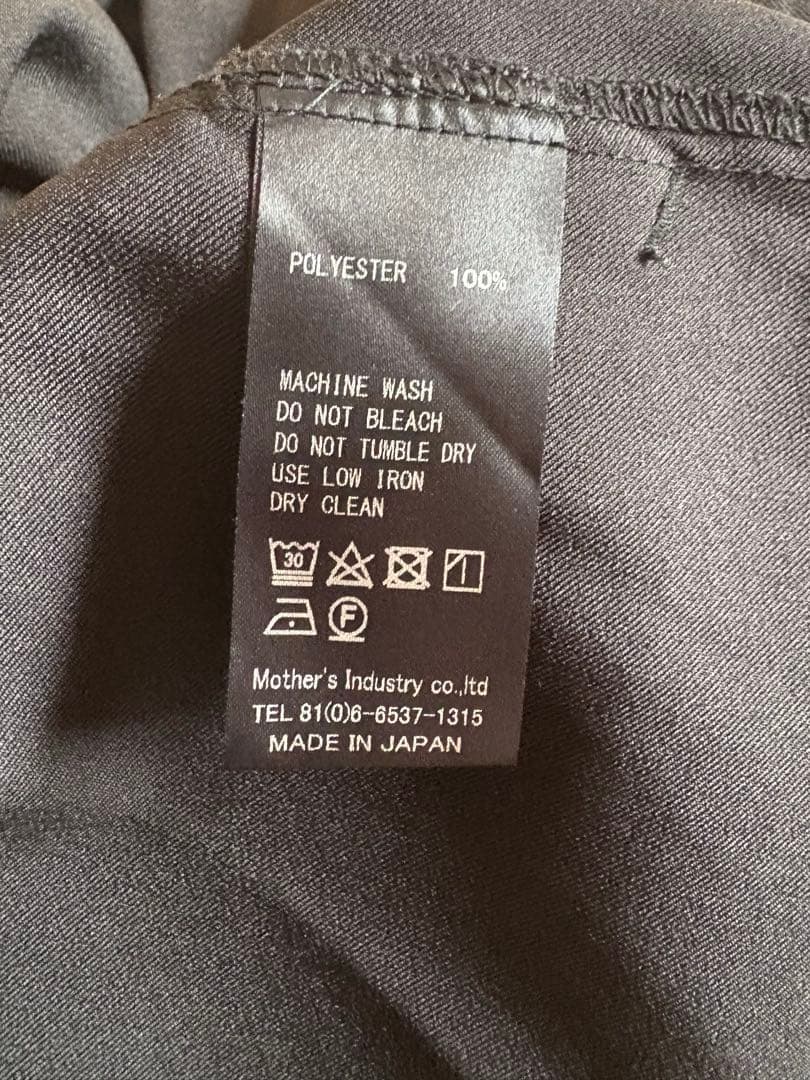 POLYESTER 100%
MACHINE WASH
DO NOT BLEACH
DO NOT TUMBLE DRY
USE LOW IRON
DRY CLEAN
30
F
Mother's Industry co.,ltd
TEL 81(0)6-6537-1315
MADE IN JAPAN